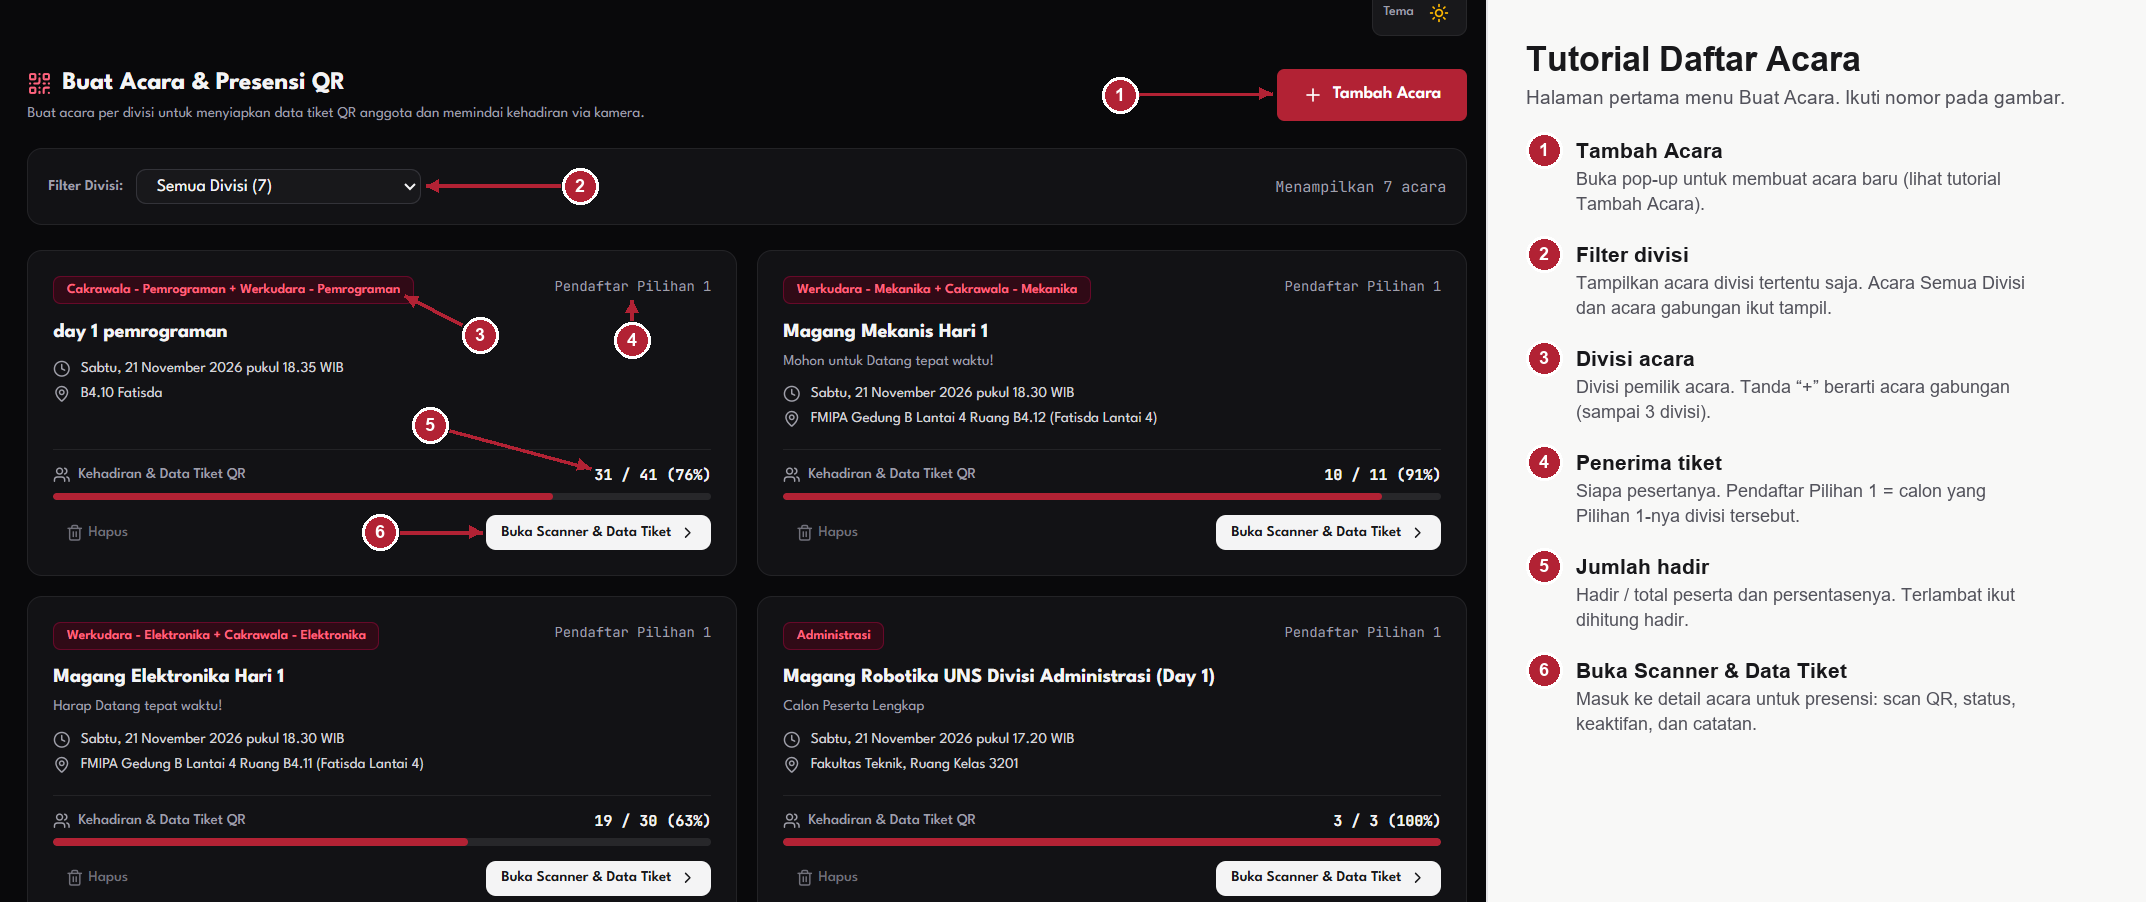 Tema
Buat Acara & Presensi QR
Buat acara per divisi untuk menyiapkan data tiket QR anggota dan memindai kehadiran via kamera.
1
+ Tambah Acara
Filter Divisi:
Semua Divisi (7)
2
Menampilkan 7 acara
Cakrawala - Pemrograman + Werkudara - Pemrograman
Pendaftar Pilihan 1
3
4
day 1 pemrograman
Sabtu, 21 November 2026 pukul 18.35 WIB
B4.10 Fatisda
5
Kehadiran & Data Tiket QR
31 / 41 (76%)
Hapus
6
Buka Scanner & Data Tiket
Werkudara - Mekanika + Cakrawala - Mekanika
Pendaftar Pilihan 1
Magang Mekanis Hari 1
Mohon untuk Datang tepat waktu!
Sabtu, 21 November 2026 pukul 18.30 WIB
FMIPA Gedung B Lantai 4 Ruang B4.12 (Fatisda Lantai 4)
Kehadiran & Data Tiket QR
10 / 11 (91%)
Hapus
Buka Scanner & Data Tiket
Werkudara - Elektronika + Cakrawala - Elektronika
Pendaftar Pilihan 1
Magang Elektronika Hari 1
Harap Datang tepat waktu!
Sabtu, 21 November 2026 pukul 18.30 WIB
FMIPA Gedung B Lantai 4 Ruang B4.11 (Fatisda Lantai 4)
Kehadiran & Data Tiket QR
19 / 30 (63%)
Hapus
Buka Scanner & Data Tiket
Administrasi
Pendaftar Pilihan 1
Magang Robotika UNS Divisi Administrasi (Day 1)
Calon Peserta Lengkap
Sabtu, 21 November 2026 pukul 17.20 WIB
Fakultas Teknik, Ruang Kelas 3201
Kehadiran & Data Tiket QR
3 / 3 (100%)
Hapus
Buka Scanner & Data Tiket
Tutorial Daftar Acara
Halaman pertama menu Buat Acara. Ikuti nomor pada gambar.
1 Tambah Acara
Buka pop-up untuk membuat acara baru (lihat tutorial
Tambah Acara).
2 Filter divisi
Tampilkan acara divisi tertentu saja. Acara Semua Divisi
dan acara gabungan ikut tampil.
3 Divisi acara
Divisi pemilik acara. Tanda “+” berarti acara gabungan
(sampai 3 divisi).
4 Penerima tiket
Siapa pesertanya. Pendaftar Pilihan 1 = calon yang
Pilihan 1-nya divisi tersebut.
5 Jumlah hadir
Hadir / total peserta dan persentasenya. Terlambat ikut
dihitung hadir.
6 Buka Scanner & Data Tiket
Masuk ke detail acara untuk presensi: scan QR, status,
keaktifan, dan catatan.